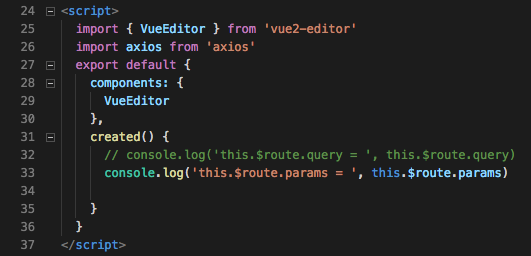 24 <script>
25 import { VueEditor } from 'vue2-editor'
26 import axios from 'axios'
27 export default {
28 components: {
29 VueEditor
30 },
31 created() {
32 // console.log('this.$route.query = ', this.$route.query)
33 console.log('this.$route.params = ', this.$route.params)
34
35 }
36 }
37 </script>